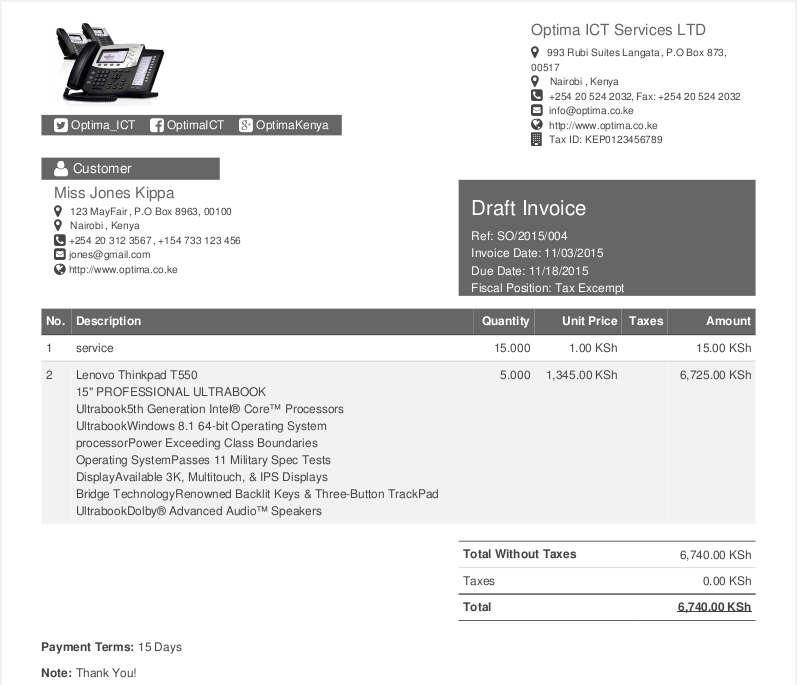 Optima ICT Services LTD
993 Rubi Suites Langata, P.O Box 873,
00517
Nairobi , Kenya
+254 20 524 2032, Fax: +254 20 524 2032
info@optima.co.ke
http://www.optima.co.ke
Tax ID: KEP0123456789
Optima_ICT OptimaICT OptimaKenya
Customer
Miss Jones Kippa
123 MayFair, P.O Box 8963, 00100
Nairobi , Kenya
+254 20 312 3567, +154 733 123 456
jones@gmail.com
http://www.optima.co.ke
Draft Invoice
Ref: SO/2015/004
Invoice Date: 11/03/2015
Due Date: 11/18/2015
Fiscal Position: Tax Excempt
No. Description Quantity Unit Price Taxes Amount
1 service 15.000 1.00 KSh 15.00 KSh
2 Lenovo Thinkpad T550 5.000 1,345.00 KSh 6,725.00 KSh
15" PROFESSIONAL ULTRABOOK
Ultrabook5th Generation Intel® Core™ Processors
UltrabookWindows 8.1 64-bit Operating System
processorPower Exceeding Class Boundaries
Operating SystemPasses 11 Military Spec Tests
DisplayAvailable 3K, Multitouch, & IPS Displays
Bridge TechnologyRenowned Backlit Keys & Three-Button TrackPad
UltrabookDolby® Advanced Audio™ Speakers
Total Without Taxes 6,740.00 KSh
Taxes 0.00 KSh
Total 6,740.00 KSh
Payment Terms: 15 Days
Note: Thank You!